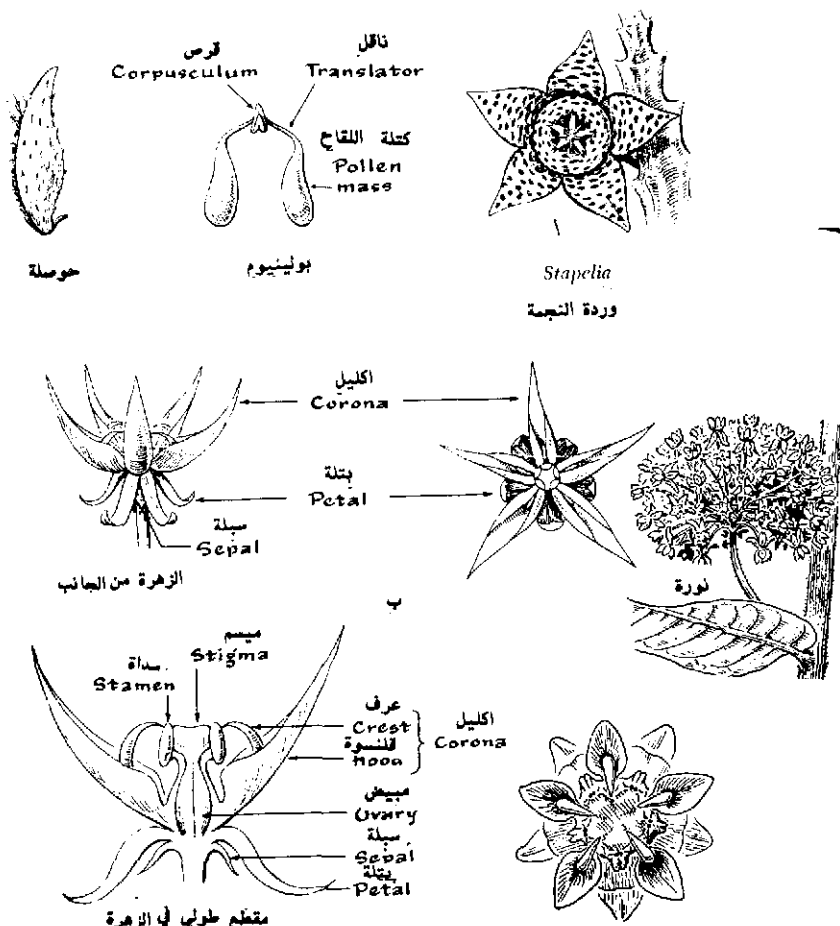 قرص
Corpusculum
ناقل
Translator
كتلة اللقاح
Pollen
mass
حوصلة
بولينيوم
أ
Stapelia
وردة النجمة
اكليل
Corona
بتلة
Petal
سبلة
Sepal
الزهرة من الجانب
نورة
ب
ميسم
Stigma
سداة
Stamen
عرف
Crest
قلنسوة
Hood
اكليل
Corona
مبيض
Ovary
سبلة
Sepal
بتلة
Petal
مقطع طولي في الزهرة